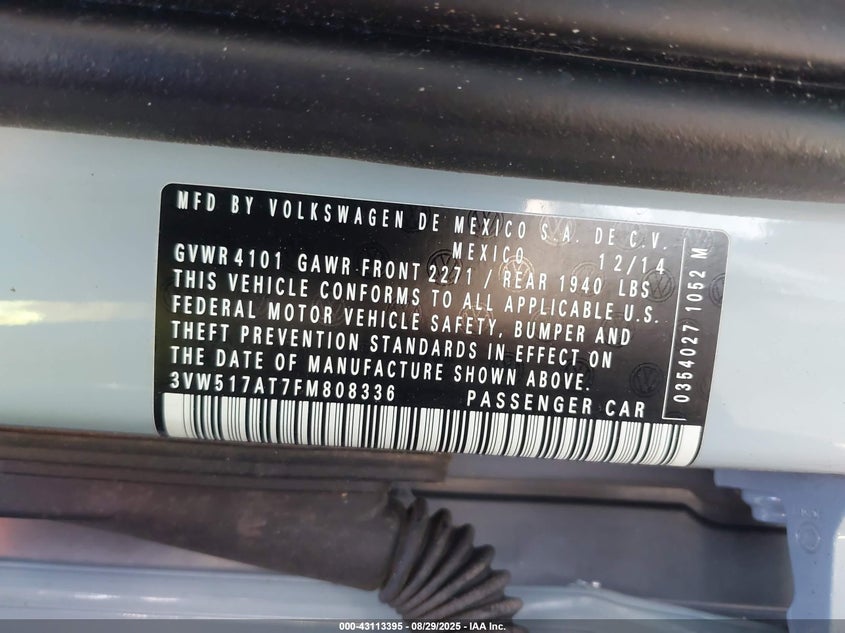 MFD BY VOLKSWAGEN DE MEXICO S.A. DE C.V.
MEXICO 12/14
GVWR 4101 GAWR FRONT 2271 / REAR 1940 LBS
THIS VEHICLE CONFORMS TO ALL APPLICABLE U.S.
FEDERAL MOTOR VEHICLE SAFETY, BUMPER AND
THEFT PREVENTION STANDARDS IN EFFECT ON
THE DATE OF MANUFACTURE SHOWN ABOVE.
3VW517AT7FM808336 PASSENGER CAR
0354027 1052 M
000-43113395 - 08/29/2025 - IAA Inc.